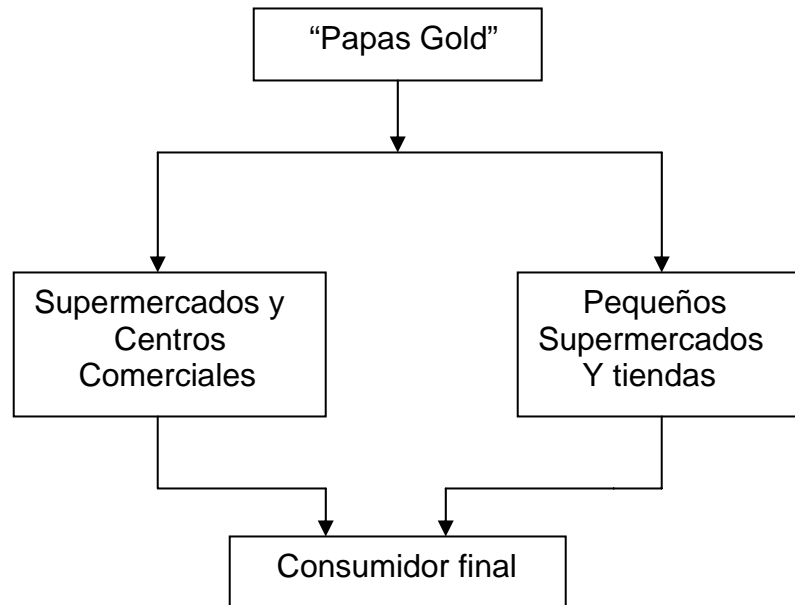 “Papas Gold”
Supermercados y
Centros
Comerciales
Pequeños
Supermercados
Y tiendas
Consumidor final